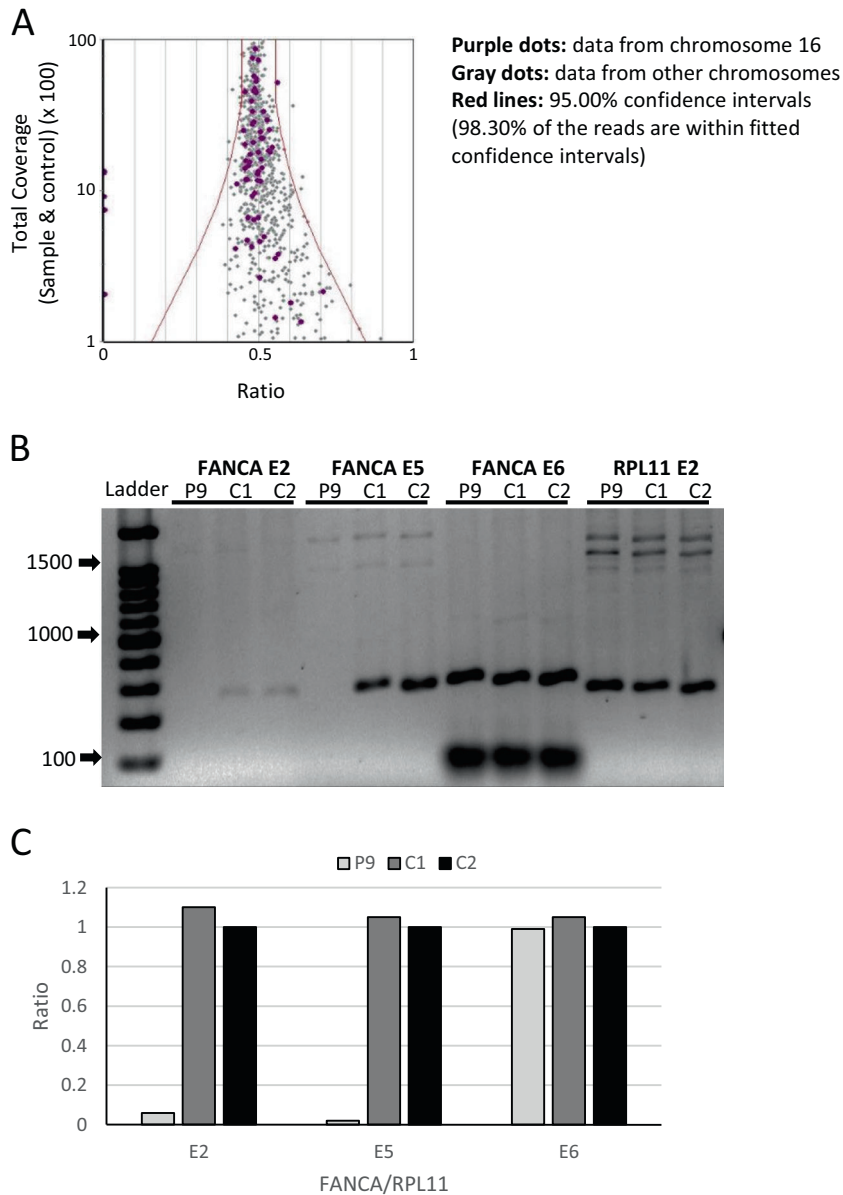 A
Total Coverage
(Sample & control) (x 100)
100
10
1
0
0.5
1
Ratio
Purple dots: data from chromosome 16
Gray dots: data from other chromosomes
Red lines: 95.00% confidence intervals
(98.30% of the reads are within fitted
confidence intervals)
B
FANCA E2 FANCA E5 FANCA E6 RPL11 E2
Ladder P9 C1 C2 P9 C1 C2 P9 C1 C2 P9 C1 C2
1500
1000
100
C
P9 C1 C2
Ratio
1.2
1
0.8
0.6
0.4
0.2
0
E2 E5 E6
FANCA/RPL11